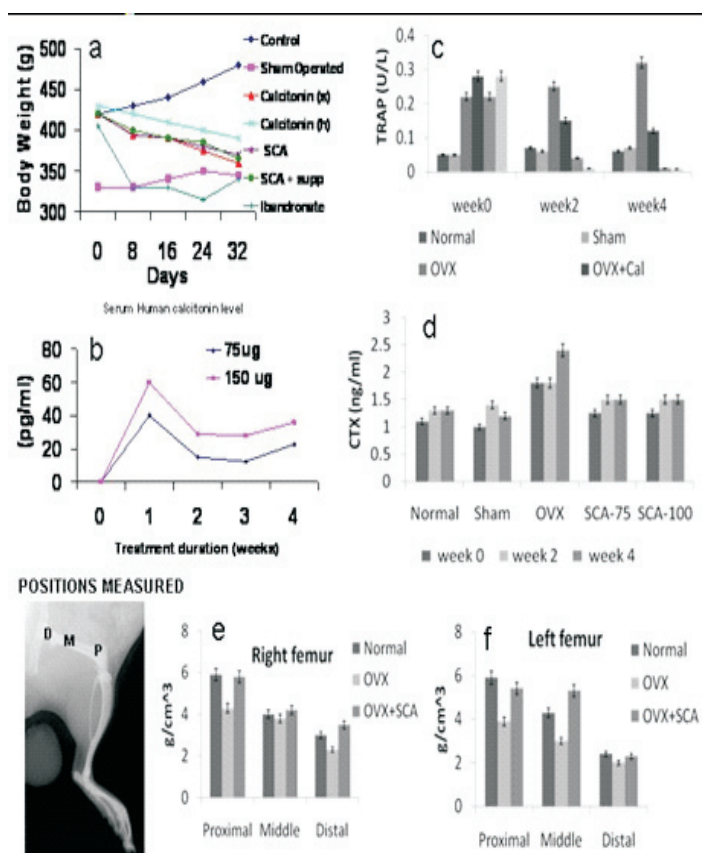 a
500
450
400
350
300
Body Weight (g)
0 8 16 24 32
Days
Control
Sham Operated
Calcitonin (s)
Calcitonin (h)
SCA
SCA + supp
Ibandronate
c
0.4
0.3
0.2
0.1
0
TRAP (U/L)
week0 week2 week4
Normal Sham
OVX OVX+Cal
Serum Human calcitonin level
b
80
60
40
20
0
(pg/ml)
75ug
150 ug
0 1 2 3 4
Treatment duration (weeks)
d
3
2.5
2
1.5
1
0.5
0
CTX (ng/ml)
Normal Sham OVX SCA-75 SCA-100
week 0 week 2 week 4
POSITIONS MEASURED
D M P
e
Right femur
8
6
4
2
0
g/cm^3
Normal
OVX
OVX+SCA
Proximal Middle Distal
f
Left femur
8
6
4
2
0
g/cm^3
Normal
OVX
OVX+SCA
Proximal Middle Distal